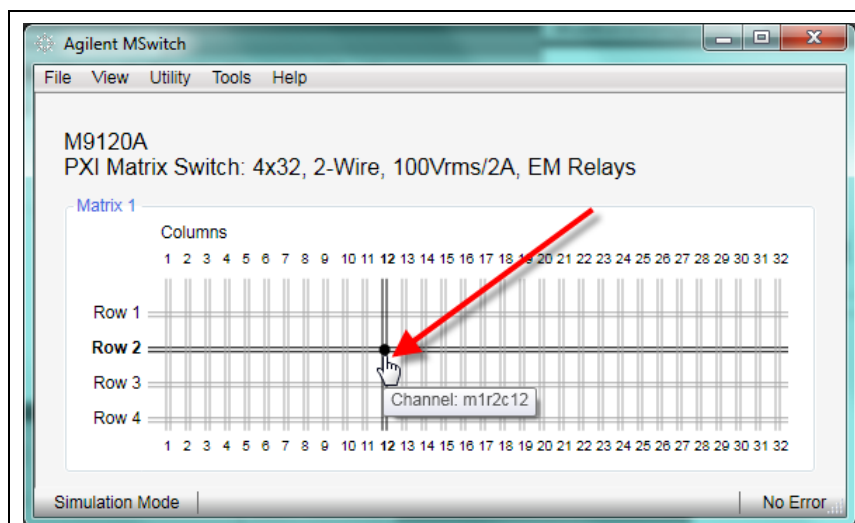 Agilent MSwitch
File View Utility Tools Help
M9120A
PXI Matrix Switch: 4x32, 2-Wire, 100Vrms/2A, EM Relays
Matrix 1
Columns
1 2 3 4 5 6 7 8 9 10 11 12 13 14 15 16 17 18 19 20 21 22 23 24 25 26 27 28 29 30 31 32
Row 1
Row 2
Row 3
Channel: m1r2c12
Row 4
1 2 3 4 5 6 7 8 9 10 11 12 13 14 15 16 17 18 19 20 21 22 23 24 25 26 27 28 29 30 31 32
Simulation Mode No Error